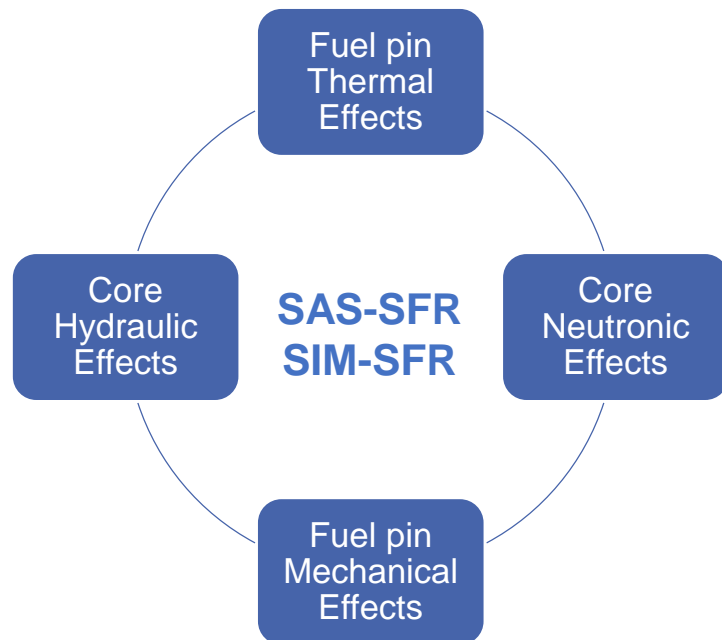 Fuel pin
Thermal
Effects
Core
Hydraulic
Effects
SAS-SFR
SIM-SFR
Core
Neutronic
Effects
Fuel pin
Mechanical
Effects